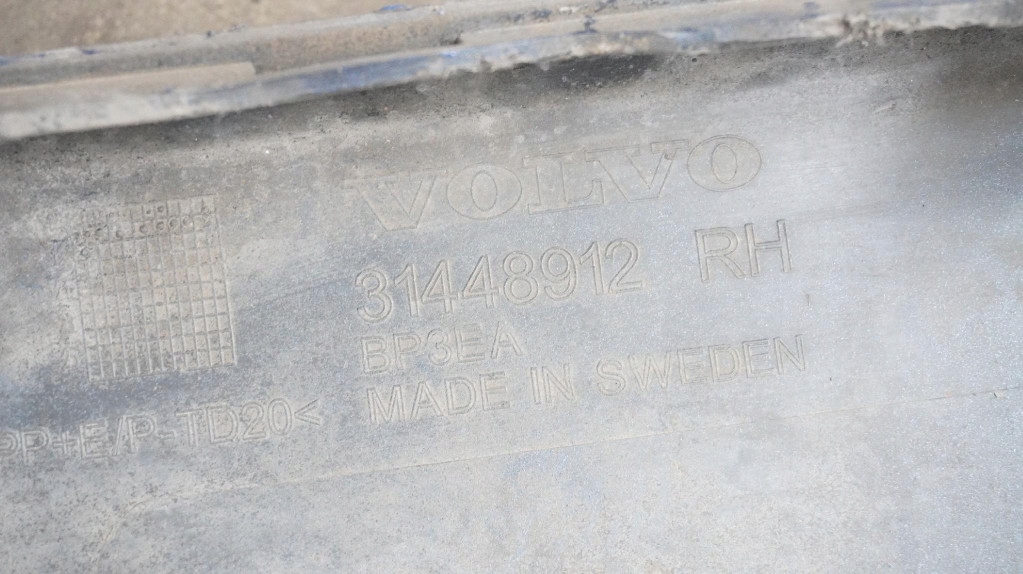 VOLVO
31448912 RH
BP3EA
MADE IN SWEDEN
PP+E/P-TD20<